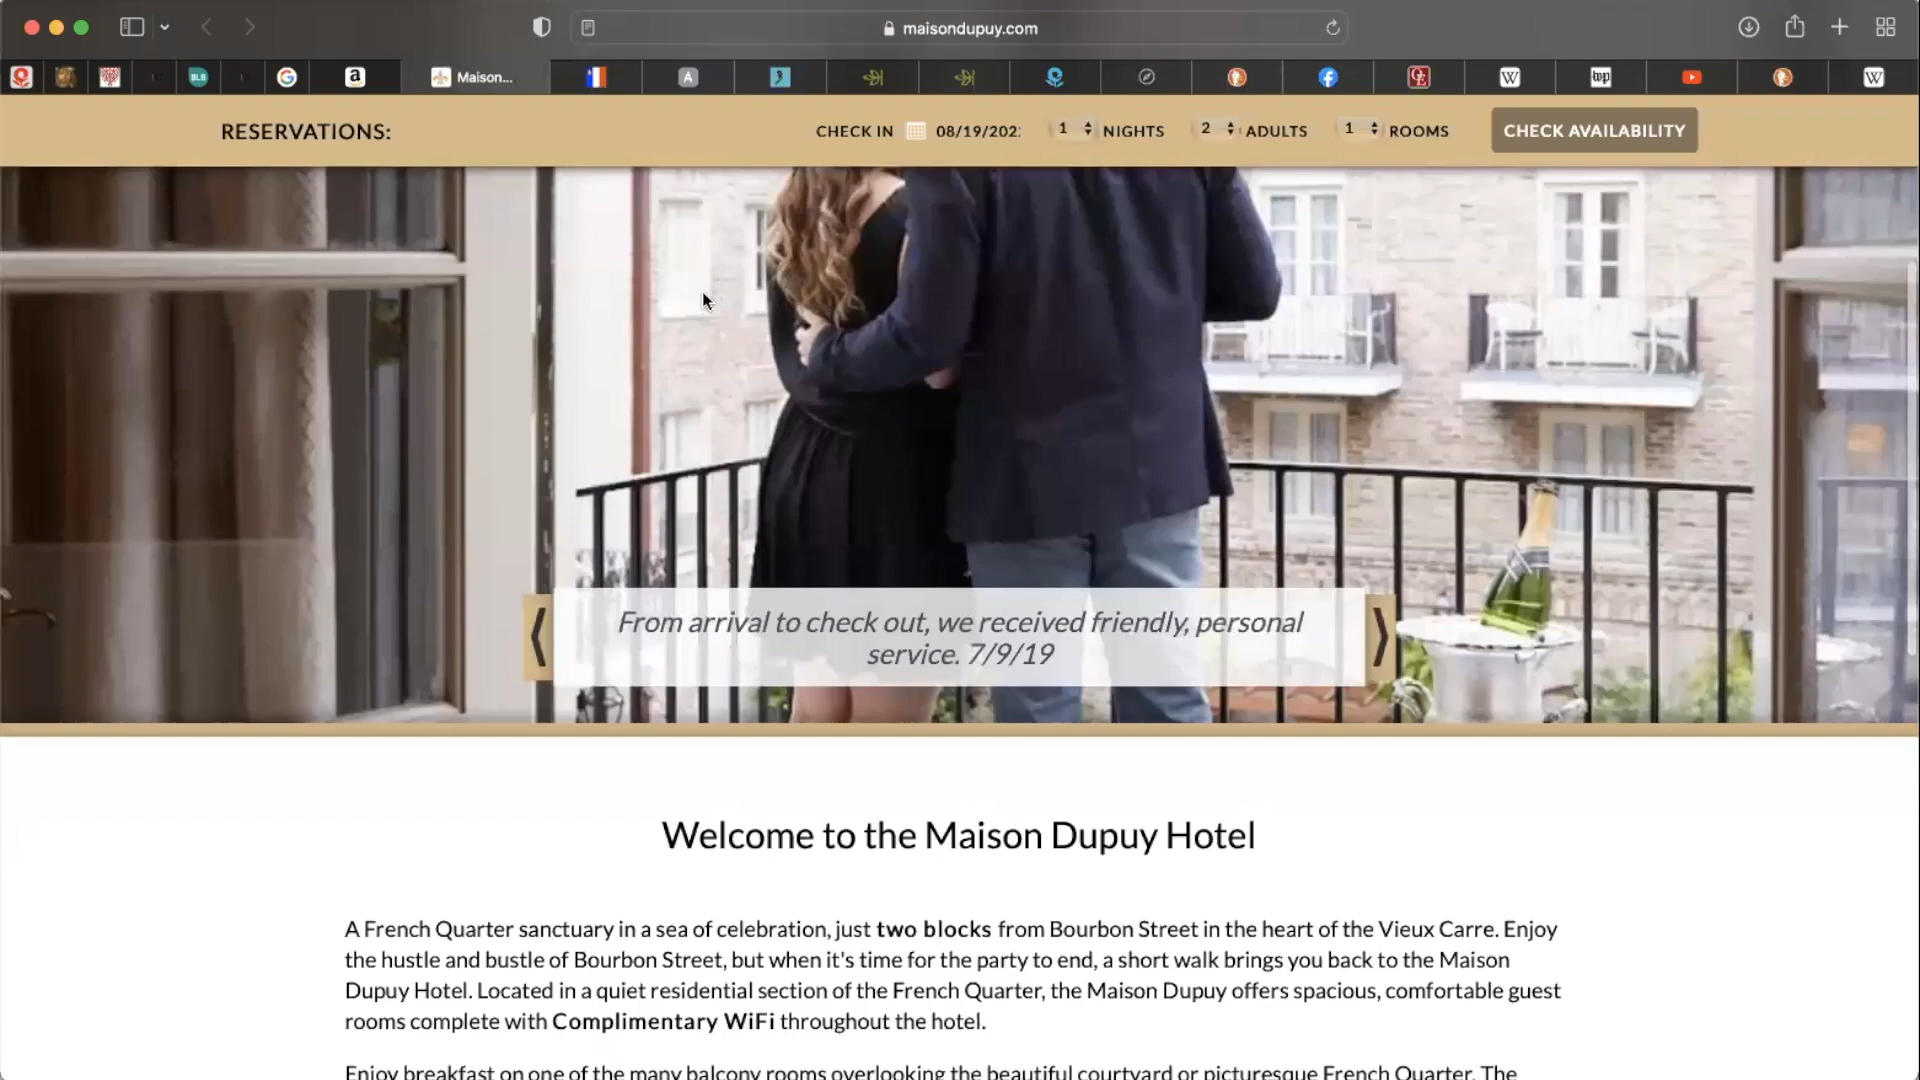 maisondupuy.com
BLB
a
Maison...
A
CE
W
wp
W
RESERVATIONS:
CHECK IN 08/19/202
1 NIGHTS
2 ADULTS
1 ROOMS
CHECK AVAILABILITY
From arrival to check out, we received friendly, personal
service. 7/9/19
Welcome to the Maison Dupuy Hotel
A French Quarter sanctuary in a sea of celebration, just two blocks from Bourbon Street in the heart of the Vieux Carre. Enjoy
the hustle and bustle of Bourbon Street, but when it's time for the party to end, a short walk brings you back to the Maison
Dupuy Hotel. Located in a quiet residential section of the French Quarter, the Maison Dupuy offers spacious, comfortable guest
rooms complete with Complimentary WiFi throughout the hotel.
Enjoy breakfast on one of the many balcony rooms overlooking the beautiful courtyard or picturesque French Quarter. The